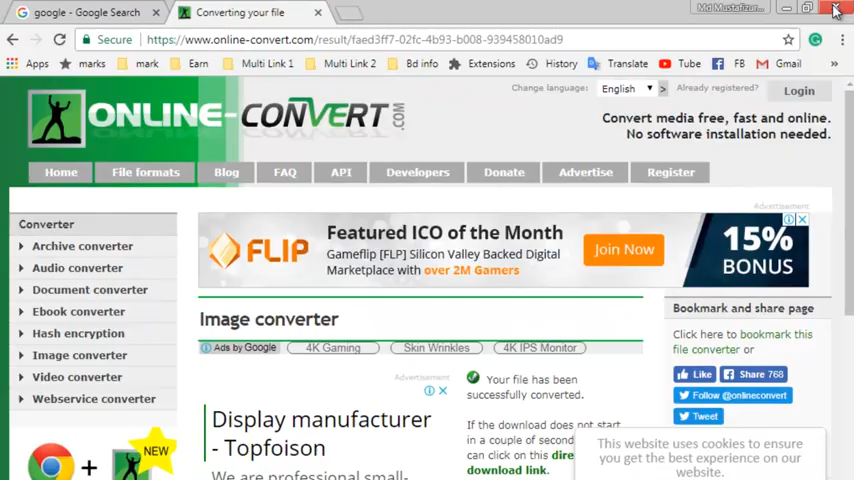 google - Google Search
Converting your file
Md Mustafizur...
Secure
https://www.online-convert.com/result/faed3ff7-02fc-4b93-b008-939458010ad9
Apps
marks
mark
Earn
Multi Link 1
Multi Link 2
Bd info
Extensions
History
Translate
Tube
FB
Gmail
»
ONLINE-CONVERT.COM
Change language:
English
>
Already registered?
Login
Convert media free, fast and online.
No software installation needed.
Home
File formats
Blog
FAQ
API
Developers
Donate
Advertise
Register
Advertisement
Converter
Archive converter
Audio converter
Document converter
Ebook converter
Hash encryption
Image converter
Video converter
Webservice converter
+
NEW
FLIP
Featured ICO of the Month
Gameflip [FLP] Silicon Valley Backed Digital
Marketplace with over 2M Gamers
Join Now
15%
BONUS
Image converter
Ads by Google
4K Gaming
Skin Wrinkles
4K IPS Monitor
Advertisement
Display manufacturer
- Topfoison
We are professional small-
Your file has been
successfully converted.
If the download does not start
in a couple of second
can click on this dire
download link.
Bookmark and share page
Click here to bookmark this
file converter or
Like
Share 768
Follow @onlineconvert
Tweet
This website uses cookies to ensure
you get the best experience on our
website.